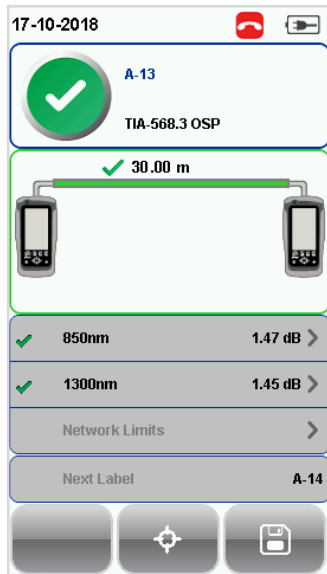 17-10-2018
A-13
TIA-568.3 OSP
30.00 m
850nm 1.47 dB
1300nm 1.45 dB
Network Limits
Next Label A-14